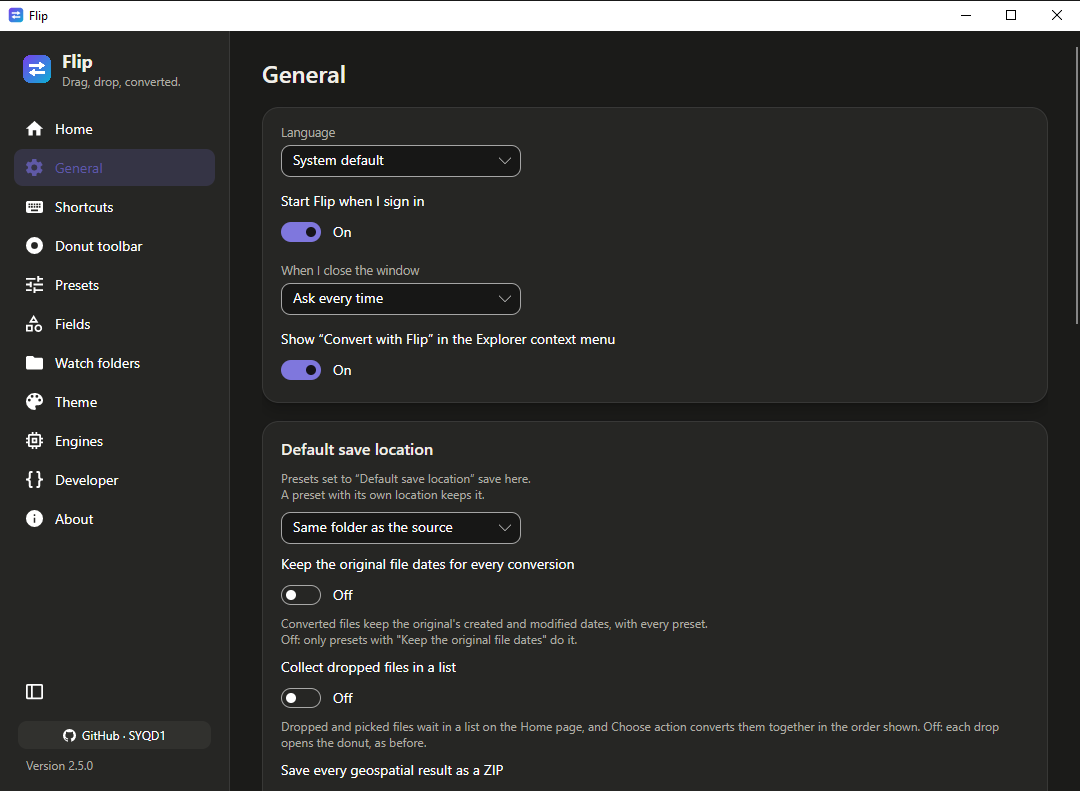 Flip
Flip
Drag, drop, converted.
Home
General
Shortcuts
Donut toolbar
Presets
Fields
Watch folders
Theme
Engines
Developer
About
GitHub · SYQD1
Version 2.5.0
General
Language
System default
Start Flip when I sign in
On
When I close the window
Ask every time
Show “Convert with Flip” in the Explorer context menu
On
Default save location
Presets set to “Default save location” save here.
A preset with its own location keeps it.
Same folder as the source
Keep the original file dates for every conversion
Off
Converted files keep the original's created and modified dates, with every preset.
Off: only presets with "Keep the original file dates" do it.
Collect dropped files in a list
Off
Dropped and picked files wait in a list on the Home page, and Choose action converts them together in the order shown. Off: each drop
opens the donut, as before.
Save every geospatial result as a ZIP